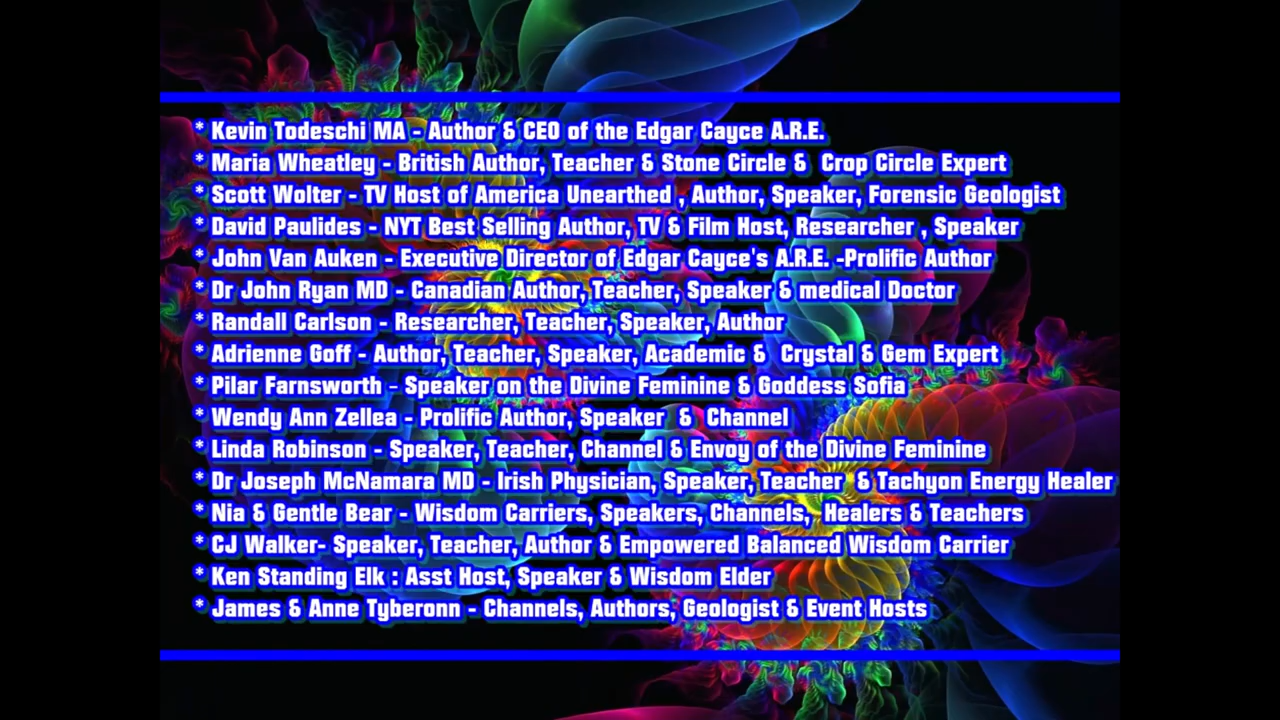 * Kevin Todeschi MA - Author & CEO of the Edgar Cayce A.R.E.
* Maria Wheatley - British Author, Teacher & Stone Circle &  Crop Circle Expert
* Scott Wolter - TV Host of America Unearthed , Author, Speaker, Forensic Geologist
* David Paulides - NYT Best Selling Author, TV & Film Host, Researcher , Speaker
* John Van Auken - Executive Director of Edgar Cayce's A.R.E. -Prolific Author
* Dr John Ryan MD - Canadian Author, Teacher, Speaker & medical Doctor
* Randall Carlson - Researcher, Teacher, Speaker, Author
* Adrienne Goff - Author, Teacher, Speaker, Academic &  Crystal & Gem Expert
* Pilar Farnsworth - Speaker on the Divine Feminine & Goddess Sofia
* Wendy Ann Zellea - Prolific Author, Speaker  &  Channel
* Linda Robinson - Speaker, Teacher, Channel & Envoy of the Divine Feminine
* Dr Joseph McNamara MD - Irish Physician, Speaker, Teacher  & Tachyon Energy Healer
* Nia & Gentle Bear - Wisdom Carriers, Speakers, Channels,  Healers & Teachers
* CJ Walker- Speaker, Teacher, Author & Empowered Balanced Wisdom Carrier
* Ken Standing Elk : Asst Host, Speaker & Wisdom Elder
* James & Anne Tyberonn - Channels, Authors, Geologist & Event Hosts